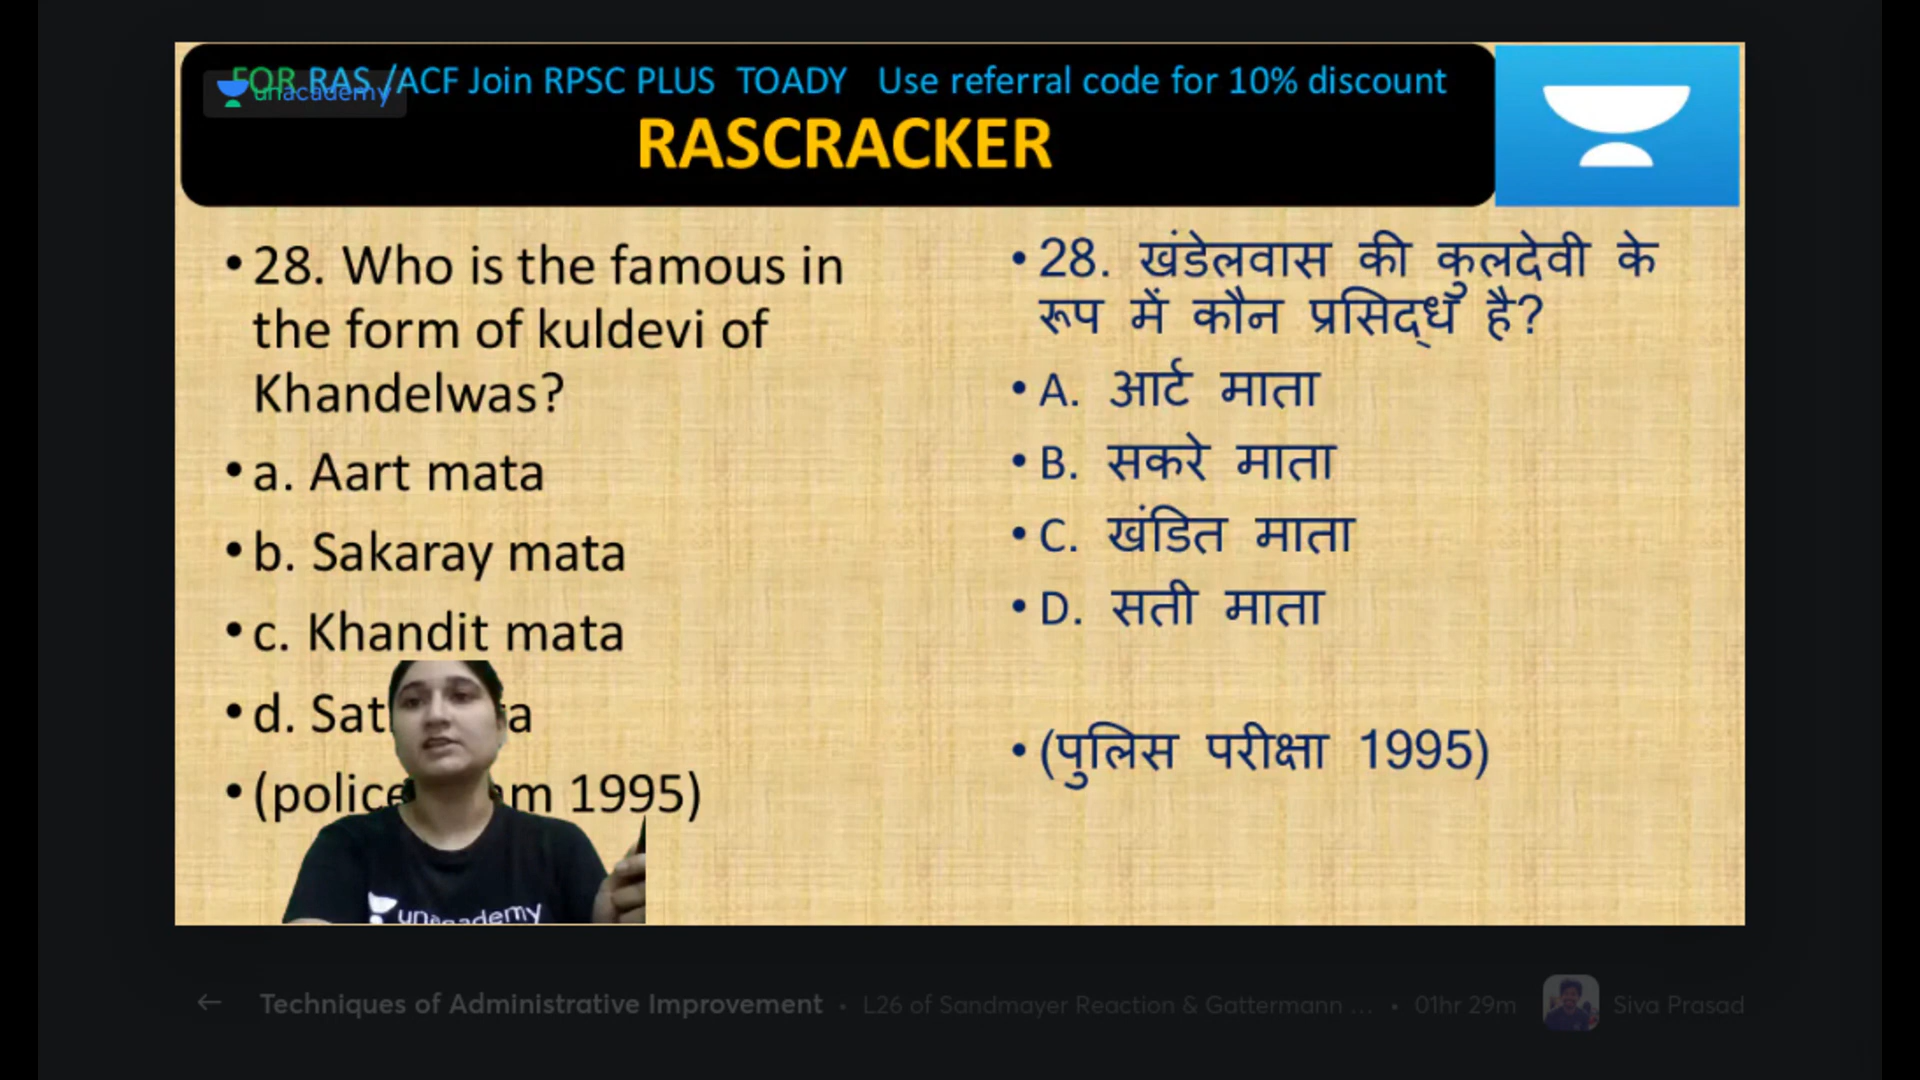 FOR RAS /ACF Join RPSC PLUS TOADY Use referral code for 10% discount
unacademy
RASCRACKER
•28. Who is the famous in
the form of kuldevi of
Khandelwas?
•a. Aart mata
•b. Sakaray mata
•c. Khandit mata
•d.
•(police 1995)
unacademy
•28. खंडेलवास की कुलदेवी के
रूप में कौन प्रसिद्ध है?
•A. आर्ट माता
•B. सकरे माता
•C. खंडित माता
•D. सती माता
•(पुलिस परीक्षा 1995)
← Techniques of Administrative Improvement • L26 of Sandmayer Reaction & Gattermann ... • 01hr 29m Siva Prasad